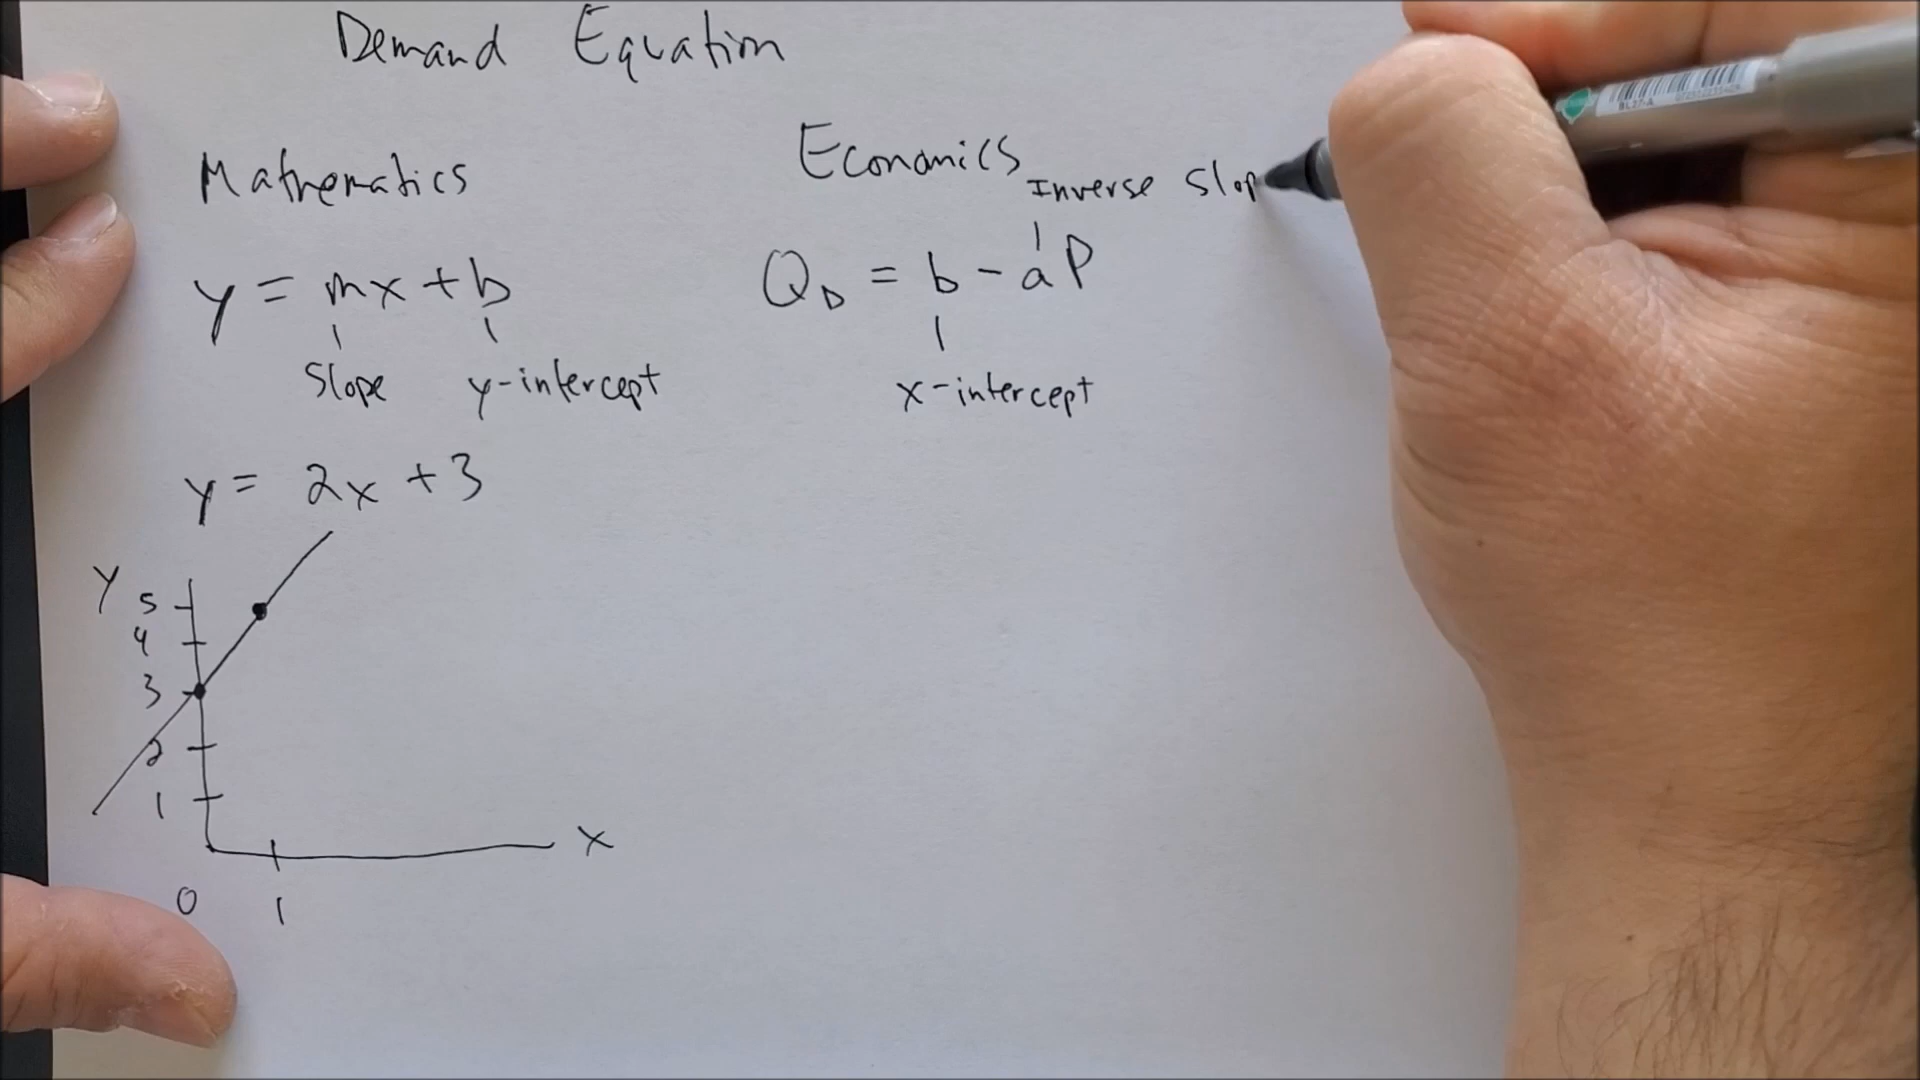 Demand Equation
Mathematics
y = mx + b
slope y-intercept
y = 2x + 3
Y
5
4
3
2
1
0 1
X
Economics
Inverse Slop
Q_D = b - aP
x-intercept
BL27-A